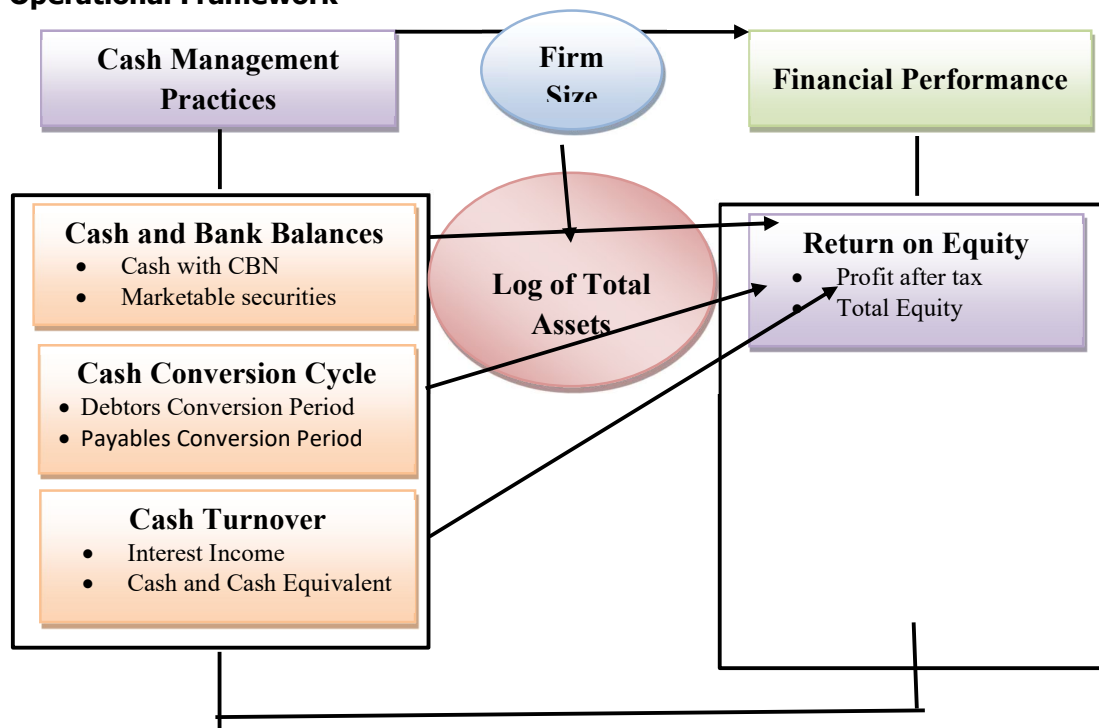 Operational Framework
Cash Management
Practices
Firm
Size
Financial Performance
Cash and Bank Balances
• Cash with CBN
• Marketable securities
Cash Conversion Cycle
• Debtors Conversion Period
• Payables Conversion Period
Cash Turnover
• Interest Income
• Cash and Cash Equivalent
Log of Total
Assets
Return on Equity
• Profit after tax
• Total Equity